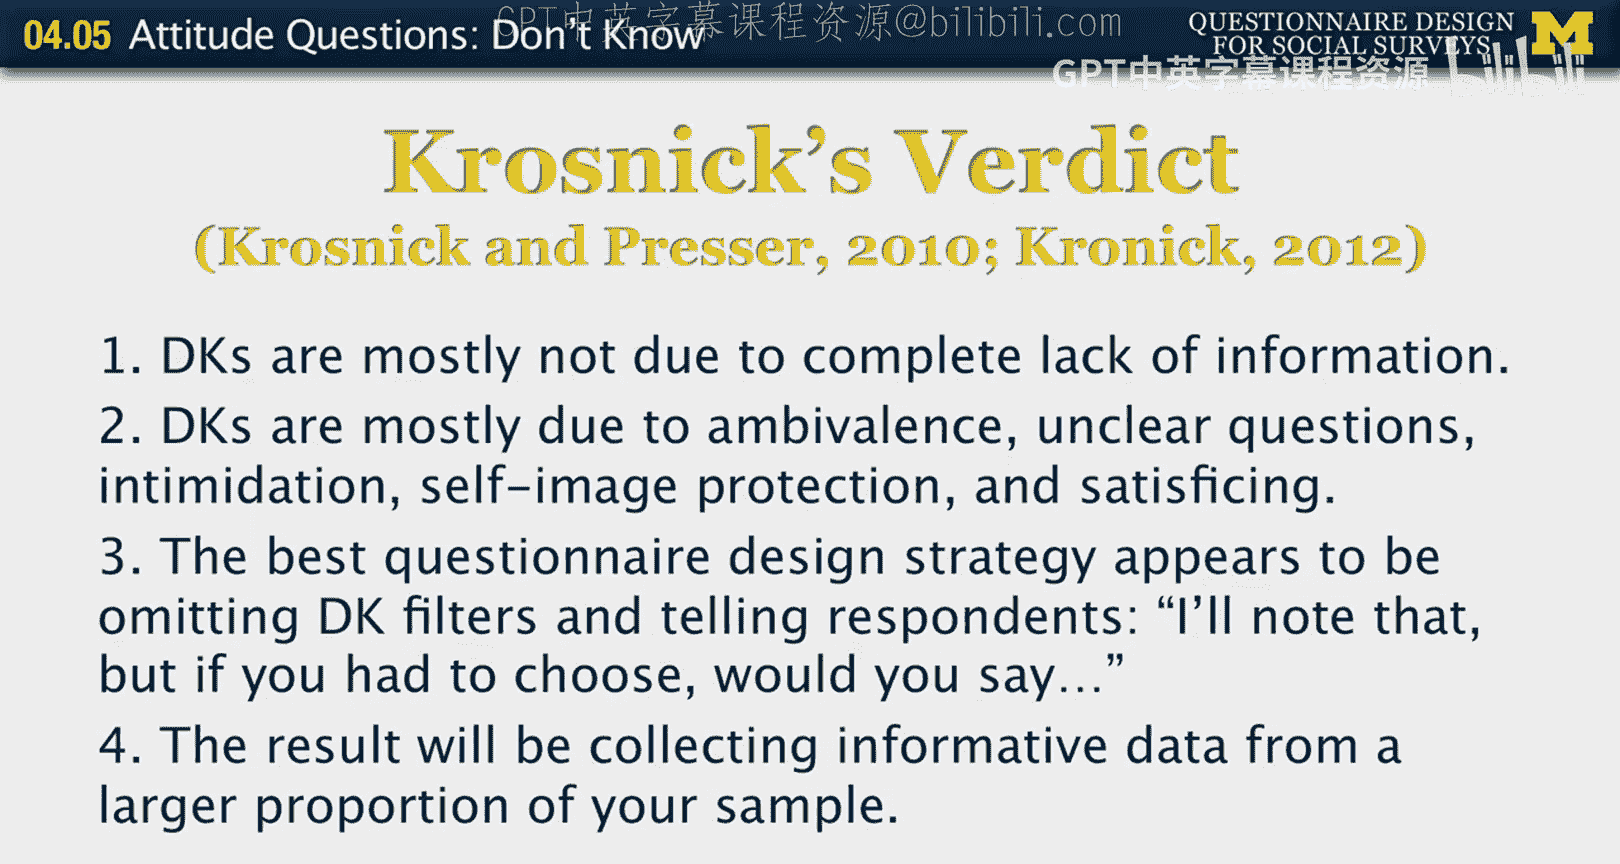 04.05 Attitude Questions: Don't Know
GPT中英字幕课程资源@bilibili.com
QUESTIONNAIRE DESIGN
FOR SOCIAL SURVEYS
M
GPT中英字幕课程资源 bilibili
Krosnick’s Verdict
(Krosnick and Presser, 2010; Kronick, 2012)
1. DKs are mostly not due to complete lack of information.
2. DKs are mostly due to ambivalence, unclear questions,
intimidation, self-image protection, and satisficing.
3. The best questionnaire design strategy appears to be
omitting DK filters and telling respondents: “I’ll note that,
but if you had to choose, would you say...”
4. The result will be collecting informative data from a
larger proportion of your sample.